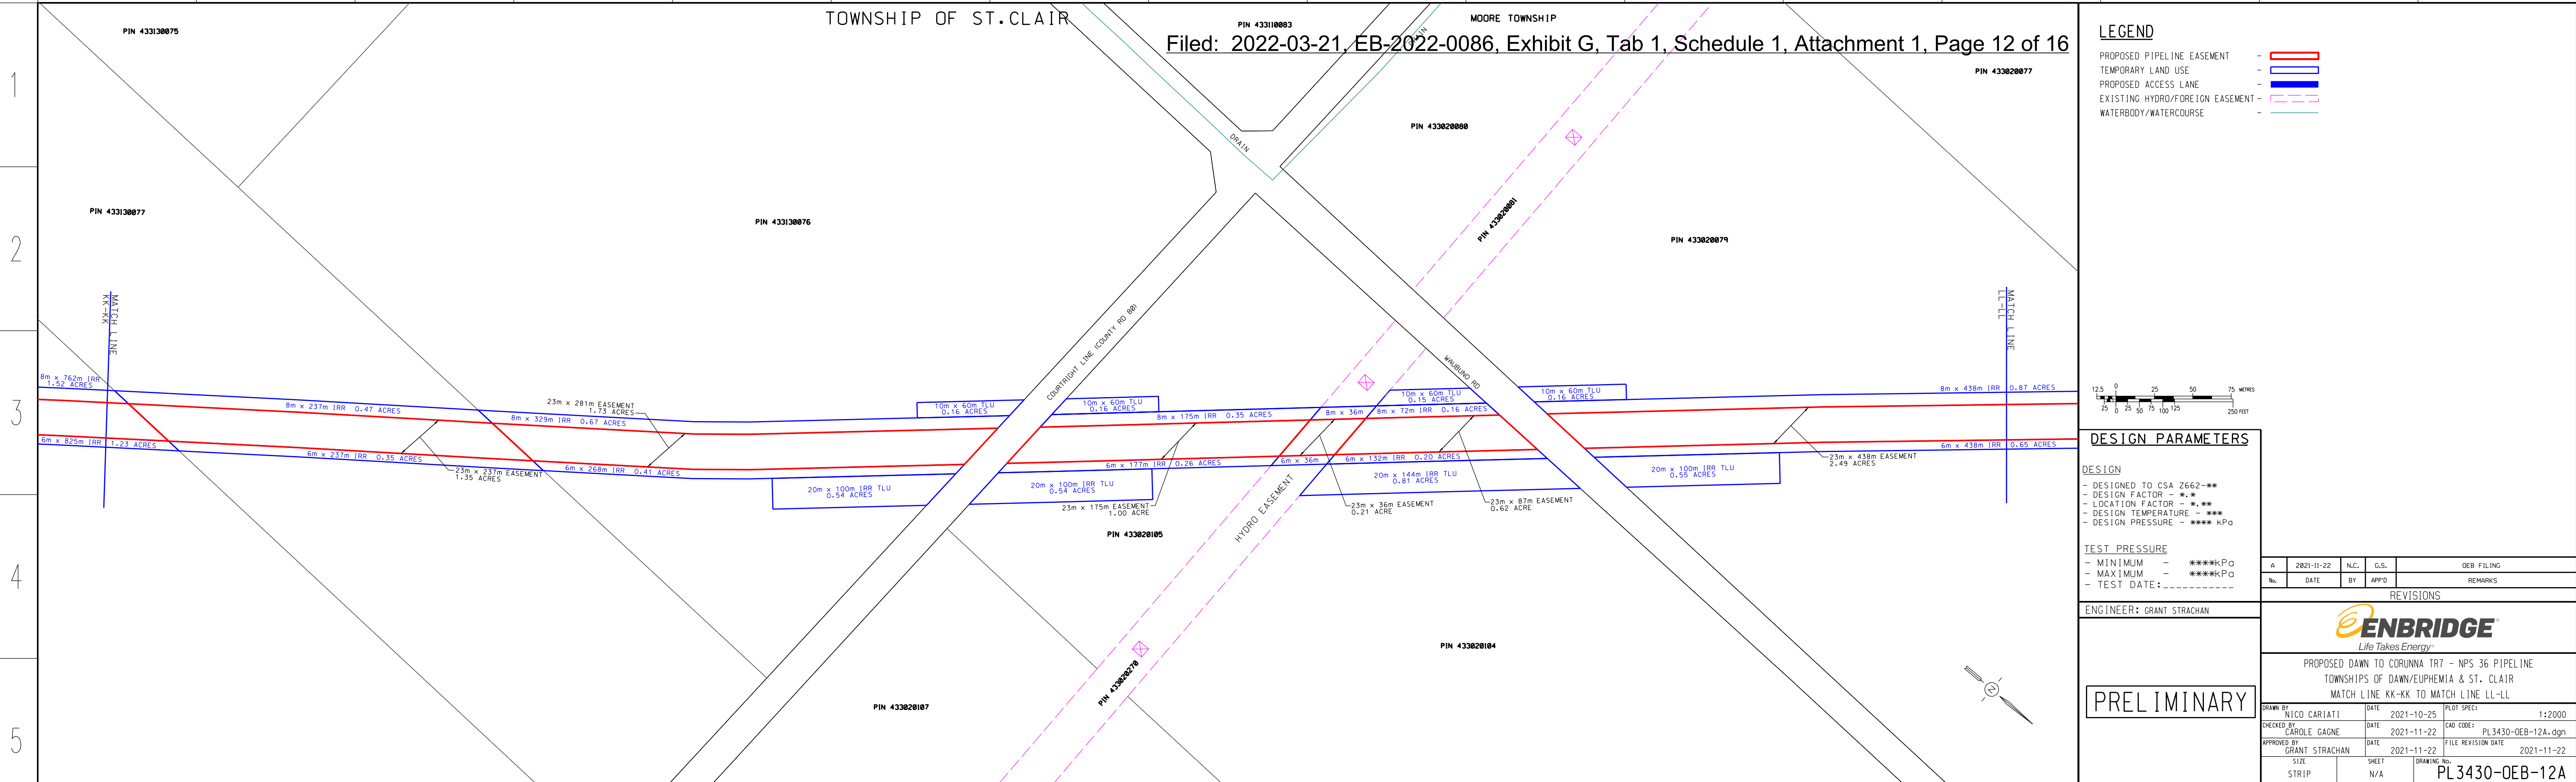 TOWNSHIP OF ST.CLAIR
MOORE TOWNSHIP
Filed: 2022-03-21, EB-2022-0086, Exhibit G, Tab 1, Schedule 1, Attachment 1, Page 12 of 16
PIN 433130075
PIN 433110083
PIN 433020077
DRAIN
PIN 433020080
DRAIN
PIN 433130077
PIN 433130076
PIN 433020081
PIN 433020079
MATCH LINE
KK-KK
MATCH LINE
LL-LL
COURTRIGHT LINE (COUNTY RD 80)
WAUBUNO RD
8m x 762m IRR
1.52 ACRES
8m x 237m IRR 0.47 ACRES
23m x 281m EASEMENT
1.73 ACRES
8m x 329m IRR 0.67 ACRES
10m x 60m TLU
0.16 ACRES
10m x 60m TLU
0.16 ACRES
8m x 175m IRR 0.35 ACRES
8m x 36m
8m x 72m IRR 0.16 ACRES
10m x 60m TLU
0.15 ACRES
10m x 60m TLU
0.16 ACRES
8m x 438m IRR 0.87 ACRES
6m x 825m IRR 1.23 ACRES
6m x 237m IRR 0.35 ACRES
23m x 237m EASEMENT
1.35 ACRES
6m x 268m IRR 0.41 ACRES
20m x 100m IRR TLU
0.54 ACRES
20m x 100m IRR TLU
0.54 ACRES
6m x 177m IRR 0.26 ACRES
6m x 36m
6m x 132m IRR 0.20 ACRES
20m x 144m IRR TLU
0.81 ACRES
20m x 100m IRR TLU
0.55 ACRES
23m x 438m EASEMENT
2.49 ACRES
6m x 438m IRR 0.65 ACRES
23m x 175m EASEMENT
1.00 ACRE
23m x 36m EASEMENT
0.21 ACRE
23m x 87m EASEMENT
0.62 ACRE
HYDRO EASEMENT
PIN 433020105
PIN 433020104
PIN 433020270
PIN 433020107
N
1
2
3
4
5
LEGEND
PROPOSED PIPELINE EASEMENT -
TEMPORARY LAND USE -
PROPOSED ACCESS LANE -
EXISTING HYDRO/FOREIGN EASEMENT -
WATERBODY/WATERCOURSE -
12.5 0 25 50 75 METRES
25 0 25 50 75 100 125 250 FEET
DESIGN PARAMETERS
DESIGN
- DESIGNED TO CSA Z662-**
- DESIGN FACTOR - *.*
- LOCATION FACTOR - *.**
- DESIGN TEMPERATURE - ***
- DESIGN PRESSURE - **** kPa
TEST PRESSURE
- MINIMUM - ****kPa
- MAXIMUM - ****kPa
- TEST DATE:___________
ENGINEER: GRANT STRACHAN
PRELIMINARY
A 2021-11-22 N.C. G.S. OEB FILING
No. DATE BY APP'D REMARKS
REVISIONS
ENBRIDGE®
Life Takes Energy®
PROPOSED DAWN TO CORUNNA TR7 - NPS 36 PIPELINE
TOWNSHIPS OF DAWN/EUPHEMIA & ST. CLAIR
MATCH LINE KK-KK TO MATCH LINE LL-LL
DRAWN BY NICO CARIATI DATE 2021-10-25 PLOT SPEC: 1:2000
CHECKED BY CAROLE GAGNE DATE 2021-11-22 CAD CODE: PL3430-OEB-12A.dgn
APPROVED BY GRANT STRACHAN DATE 2021-11-22 FILE REVISION DATE 2021-11-22
SIZE STRIP SHEET N/A DRAWING No. PL3430-OEB-12A